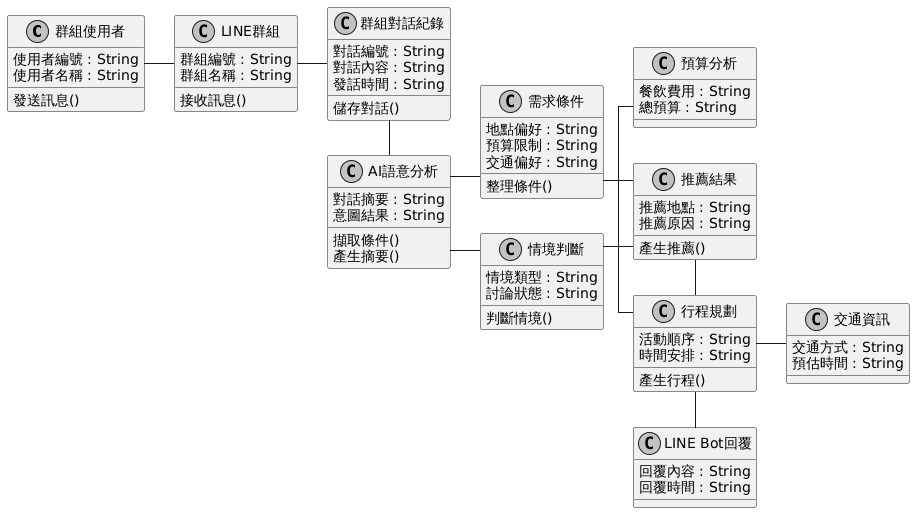 C 群組使用者
使用者編號 : String
使用者名稱 : String
發送訊息()
C LINE群組
群組編號 : String
群組名稱 : String
接收訊息()
C 群組對話紀錄
對話編號 : String
對話內容 : String
發話時間 : String
儲存對話()
C AI語意分析
對話摘要 : String
意圖結果 : String
擷取條件()
產生摘要()
C 需求條件
地點偏好 : String
預算限制 : String
交通偏好 : String
整理條件()
C 情境判斷
情境類型 : String
討論狀態 : String
判斷情境()
C 預算分析
餐飲費用 : String
總預算 : String
C 推薦結果
推薦地點 : String
推薦原因 : String
產生推薦()
C 行程規劃
活動順序 : String
時間安排 : String
產生行程()
C 交通資訊
交通方式 : String
預估時間 : String
C LINE Bot回覆
回覆內容 : String
回覆時間 : String